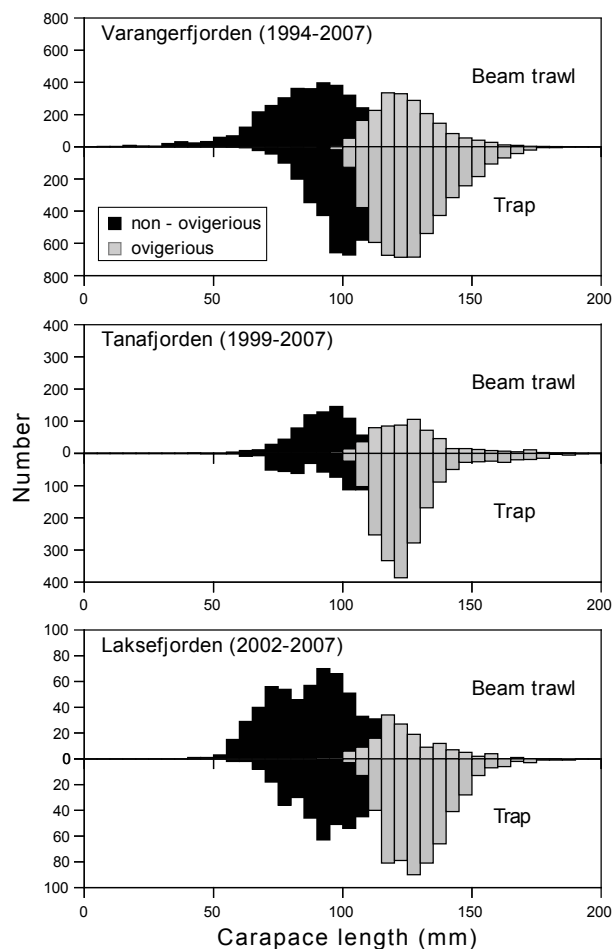 Number
800
Varangerfjorden (1994-2007)
600
Beam trawl
400
200
0
200
non - ovigerious
400
ovigerious
Trap
600
800
0 50 100 150 200
400
Tanafjorden (1999-2007)
300
Beam trawl
200
100
0
100
200
Trap
300
400
0 50 100 150 200
100
Laksefjorden (2002-2007)
80
Beam trawl
60
40
20
0
20
40
Trap
60
80
100
0 50 100 150 200
Carapace length (mm)